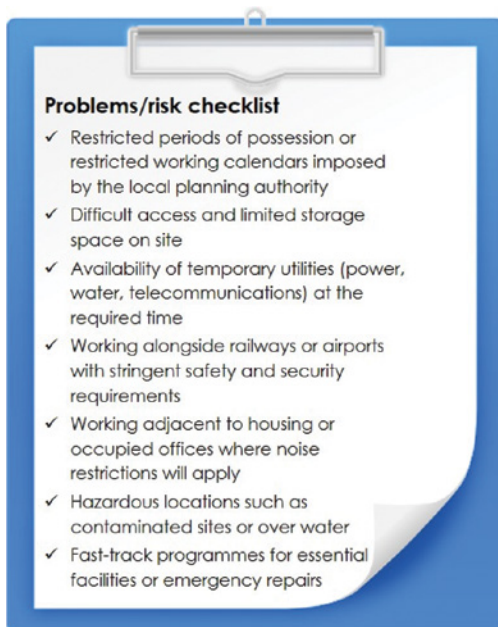 Problems/risk checklist
✓ Restricted periods of possession or
restricted working calendars imposed
by the local planning authority
✓ Difficult access and limited storage
space on site
✓ Availability of temporary utilities (power,
water, telecommunications) at the
required time
✓ Working alongside railways or airports
with stringent safety and security
requirements
✓ Working adjacent to housing or
occupied offices where noise
restrictions will apply
✓ Hazardous locations such as
contaminated sites or over water
✓ Fast-track programmes for essential
facilities or emergency repairs